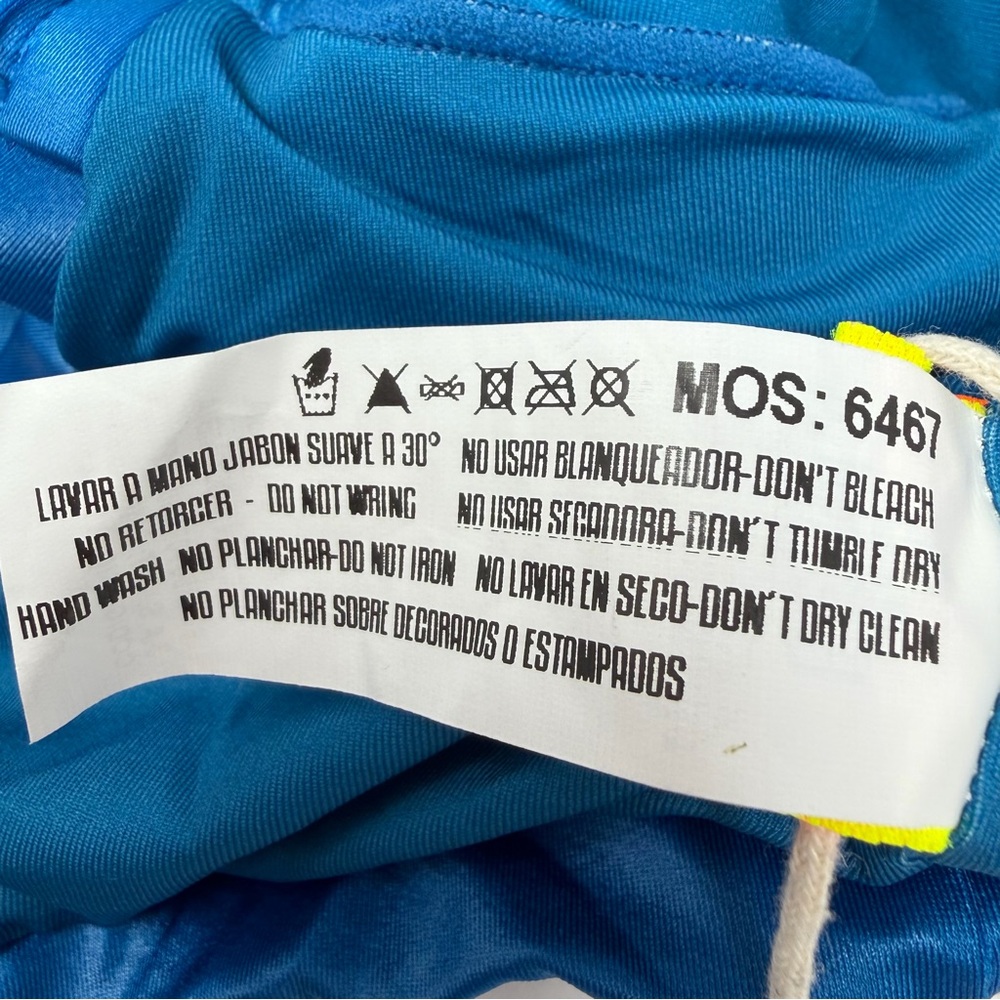 MOS: 6467
LAVAR A MANO JABON SUAVE A 30° NO USAR BLANQUEADOR-DON'T BLEACH
NO RETORCER - DO NOT WRING NO USAR SECADORA-DON'T TUMBLE DRY
HAND WASH NO PLANCHAR-DO NOT IRON NO LAVAR EN SECO-DON'T DRY CLEAN
NO PLANCHAR SOBRE DECORADOS O ESTAMPADOS